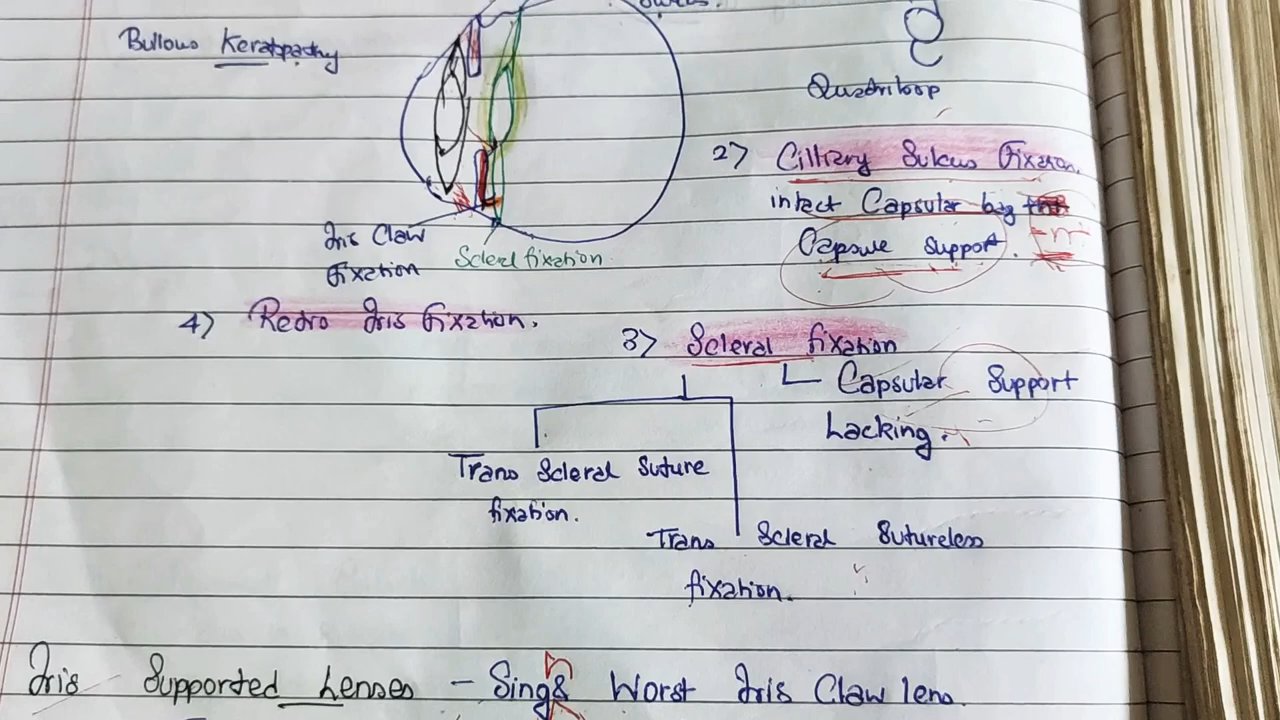 Bullous Keratopathy
Quadriloop
2) Cilliary Sulcus Fixation.
intact Capsular bag
Capsule support.
Iris Claw
Fixation
Scleral fixation
4) Retro Iris Fixation.
3) Scleral fixation
Capsular Support
Lacking.
Trans Scleral Suture
fixation.
Trans Scleral Sutureless
fixation.
Iris Supported Lenses - Singh Worst Iris Claw lens.